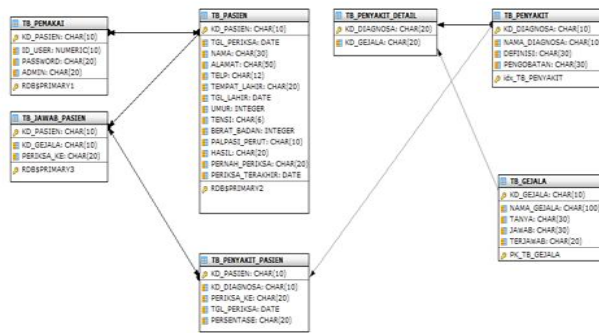 TB_PEMAKAI
KD_PASIEN: CHAR(10)
ID_USER: NUMERIC(10)
PASSWORD: CHAR(20)
ADMIN: CHAR(20)
RDB$PRIMARY1
TB_JAWAB_PASIEN
KD_PASIEN: CHAR(10)
KD_GEJALA: CHAR(10)
PERIKSA_KE: CHAR(20)
RDB$PRIMARY3
TB_PASIEN
KD_PASIEN: CHAR(10)
TGL_PERIKSA: DATE
NAMA: CHAR(30)
ALAMAT: CHAR(50)
TELP: CHAR(12)
TEMPAT_LAHIR: CHAR(20)
TGL_LAHIR: DATE
UMUR: INTEGER
TENSI: CHAR(6)
BERAT_BADAN: INTEGER
PALPASI_PERUT: CHAR(10)
HASIL: CHAR(20)
PERNAH_PERIKSA: CHAR(20)
PERIKSA_TERAKHIR: DATE
RDB$PRIMARY2
TB_PENYAKIT_PASIEN
KD_PASIEN: CHAR(10)
KD_DIAGNOSA: CHAR(10)
PERIKSA_KE: CHAR(20)
TGL_PERIKSA: DATE
PERSENTASE: CHAR(20)
TB_PENYAKIT_DETAIL
KD_DIAGNOSA: CHAR(20)
KD_GEJALA: CHAR(20)
TB_PENYAKIT
KD_DIAGNOSA: CHAR(10)
NAMA_DIAGNOSA: CHAR(10
DEFINISI: CHAR(30)
PENGOBATAN: CHAR(30)
idx_TB_PENYAKIT
TB_GEJALA
KD_GEJALA: CHAR(10)
NAMA_GEJALA: CHAR(100)
TANYA: CHAR(30)
JAWAB: CHAR(30)
TERJAWAB: CHAR(20)
PK_TB_GEJALA